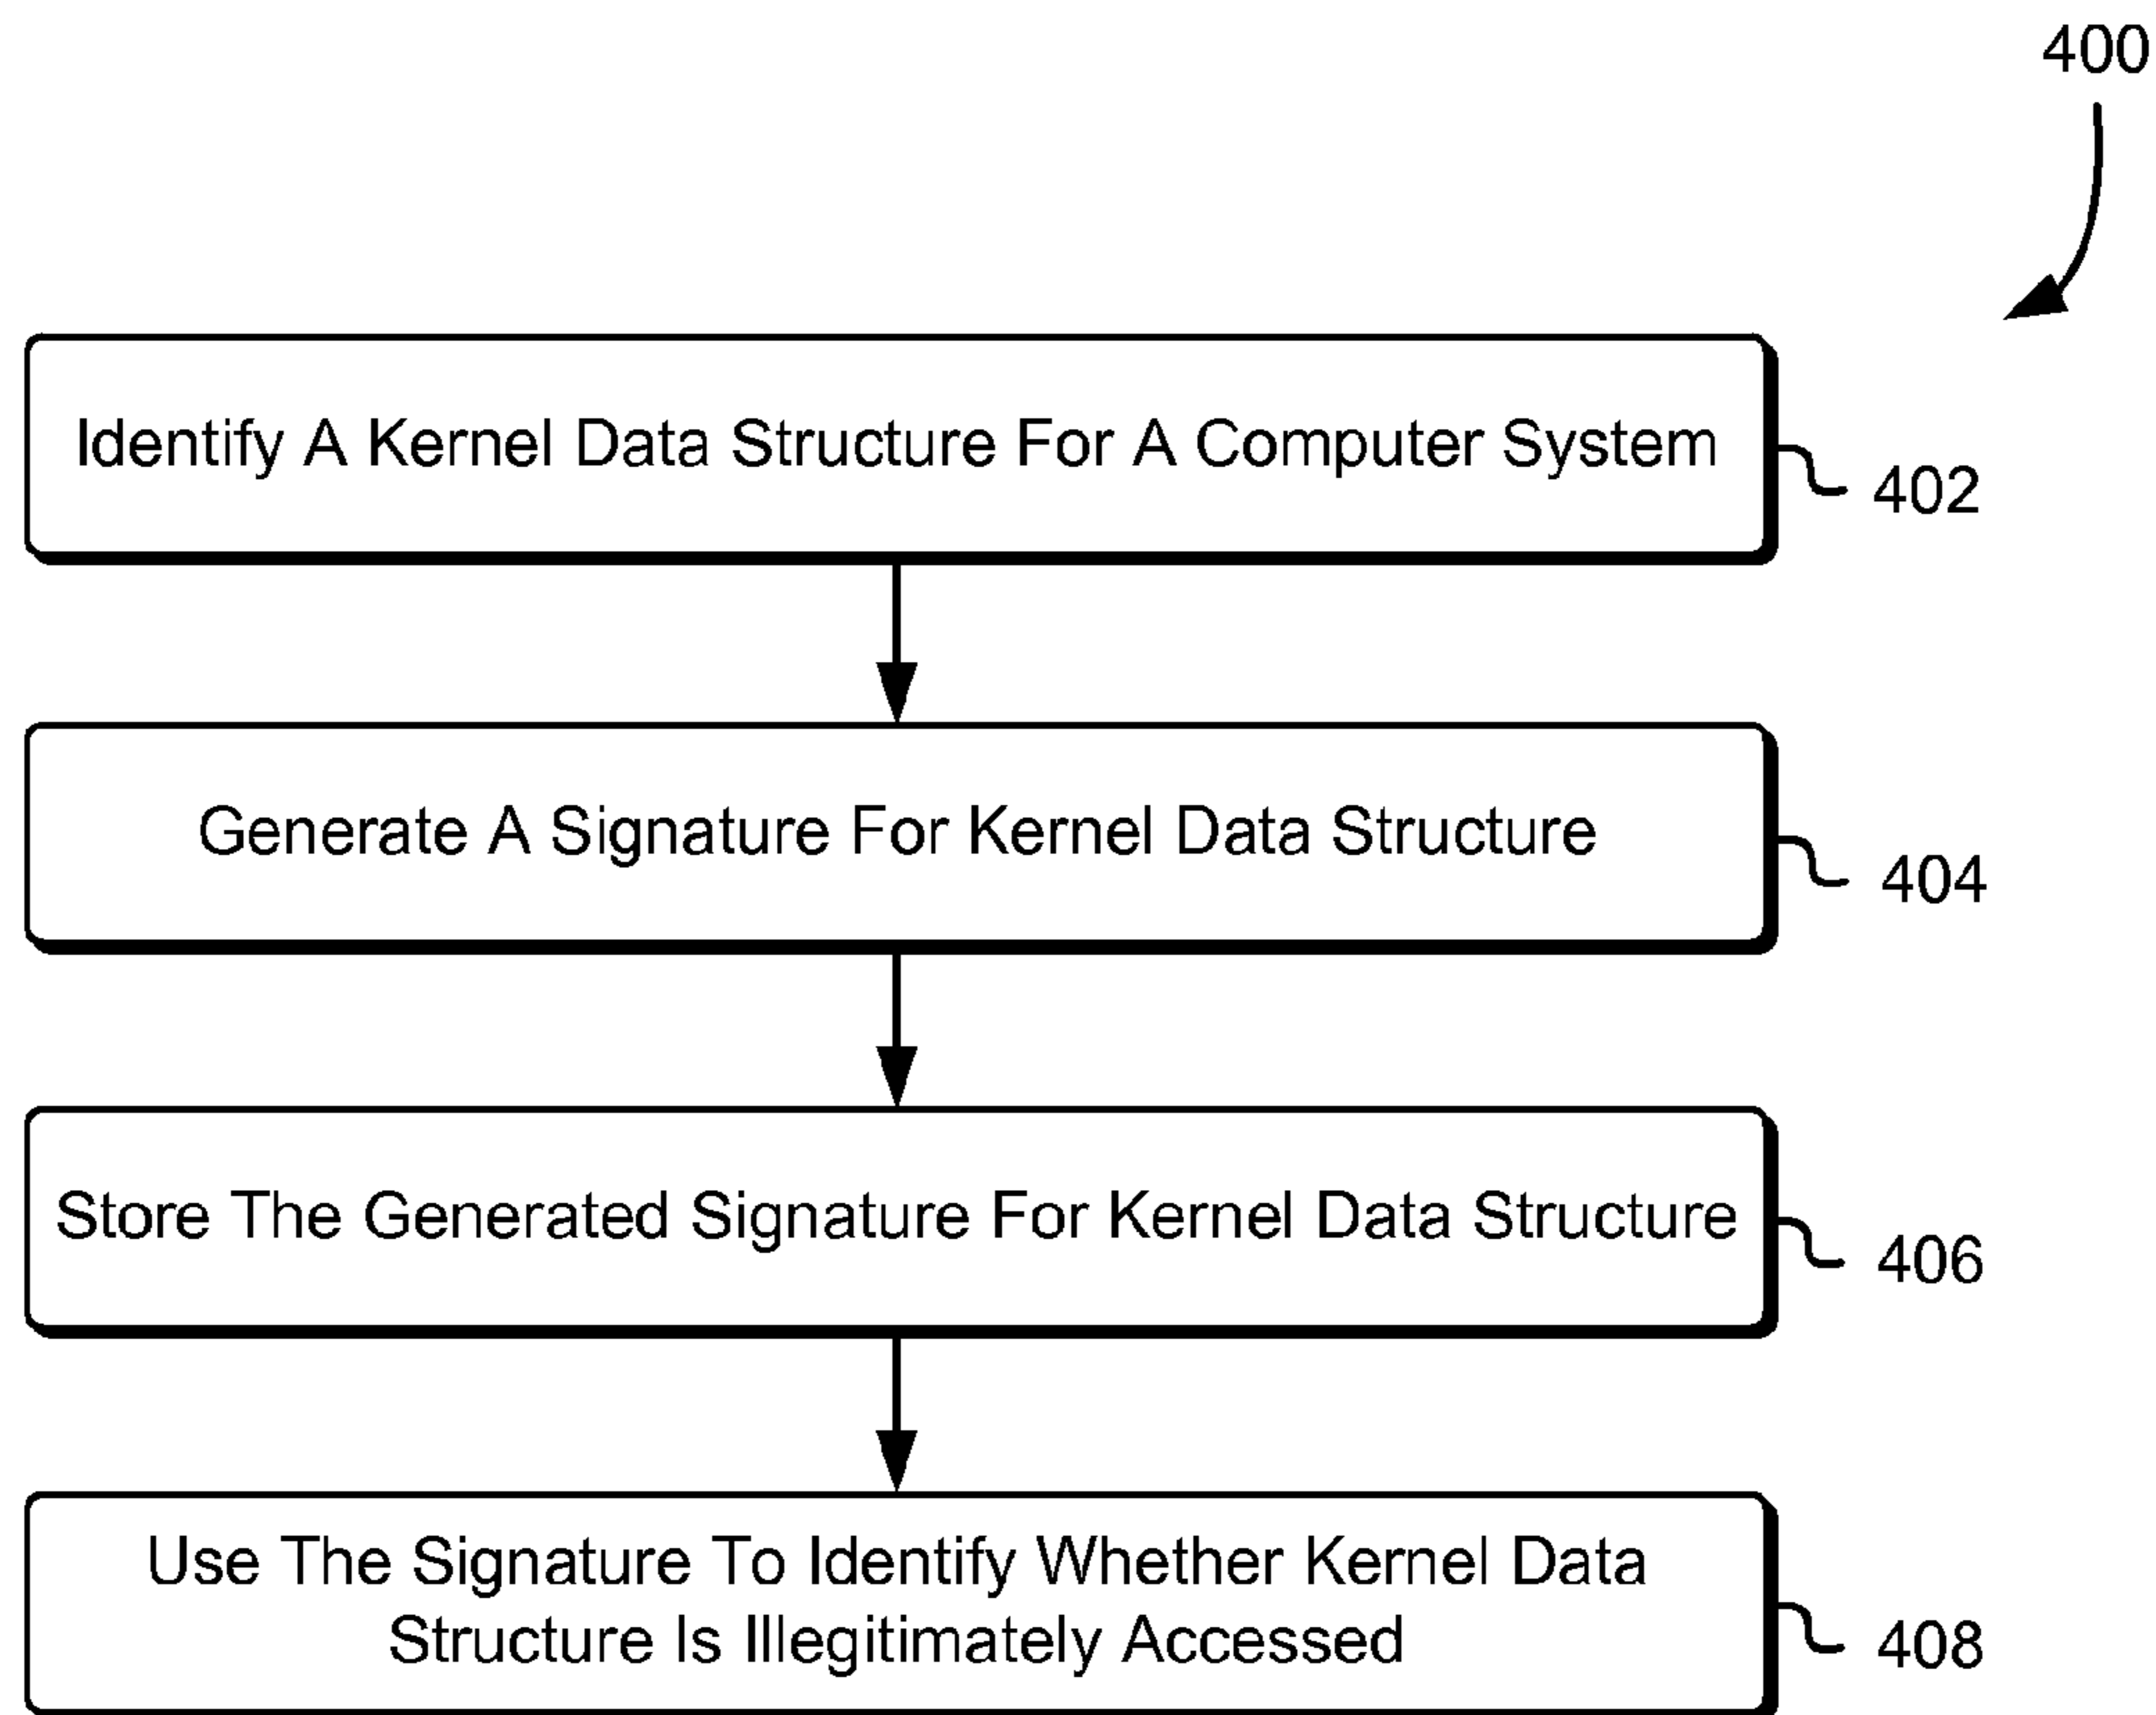 400
Identify A Kernel Data Structure For A Computer System
402
Generate A Signature For Kernel Data Structure
404
Store The Generated Signature For Kernel Data Structure
406
Use The Signature To Identify Whether Kernel Data
Structure Is Illegitimately Accessed
408